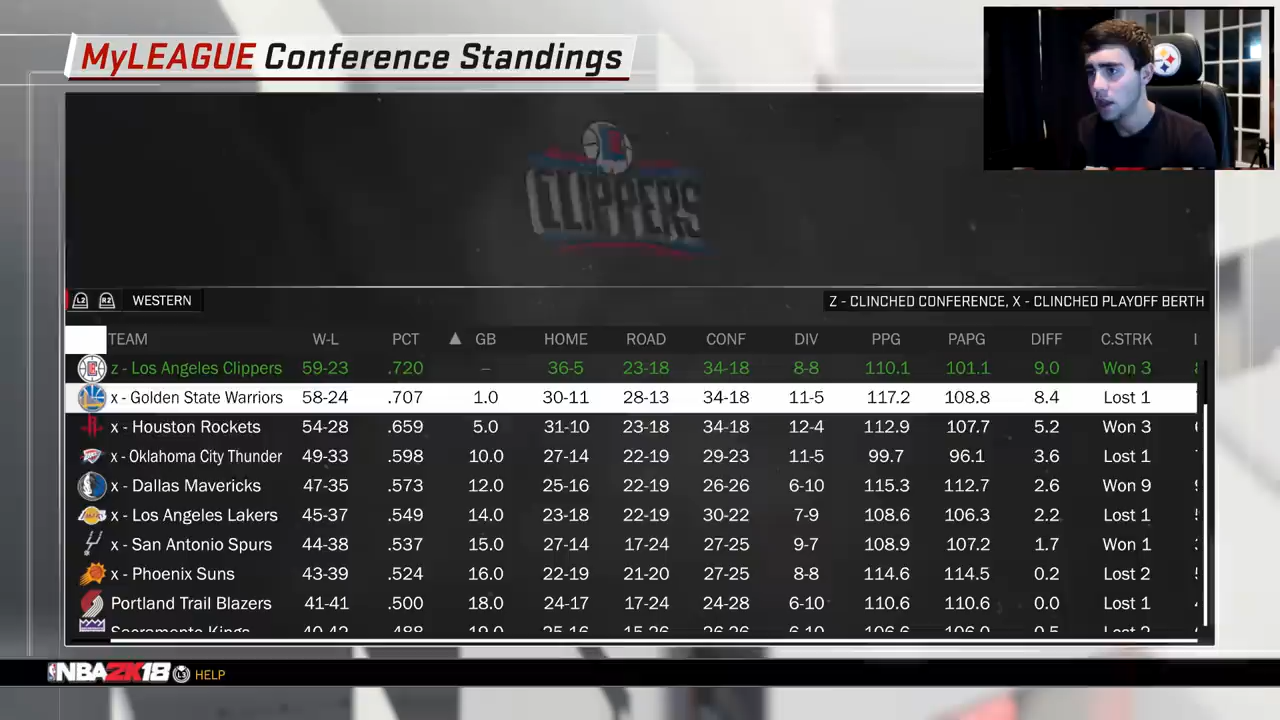 MyLEAGUE Conference Standings
CLIPPERS
L2 R2 WESTERN Z - CLINCHED CONFERENCE, X - CLINCHED PLAYOFF BERTH
TEAM W-L PCT GB HOME ROAD CONF DIV PPG PAPG DIFF C.STRK
z - Los Angeles Clippers 59-23 .720 – 36-5 23-18 34-18 8-8 110.1 101.1 9.0 Won 3
x - Golden State Warriors 58-24 .707 1.0 30-11 28-13 34-18 11-5 117.2 108.8 8.4 Lost 1
x - Houston Rockets 54-28 .659 5.0 31-10 23-18 34-18 12-4 112.9 107.7 5.2 Won 3
x - Oklahoma City Thunder 49-33 .598 10.0 27-14 22-19 29-23 11-5 99.7 96.1 3.6 Lost 1
x - Dallas Mavericks 47-35 .573 12.0 25-16 22-19 26-26 6-10 115.3 112.7 2.6 Won 9
x - Los Angeles Lakers 45-37 .549 14.0 23-18 22-19 30-22 7-9 108.6 106.3 2.2 Lost 1
x - San Antonio Spurs 44-38 .537 15.0 27-14 17-24 27-25 9-7 108.9 107.2 1.7 Won 1
x - Phoenix Suns 43-39 .524 16.0 22-19 21-20 27-25 8-8 114.6 114.5 0.2 Lost 2
Portland Trail Blazers 41-41 .500 18.0 24-17 17-24 24-28 6-10 110.6 110.6 0.0 Lost 1
Sacramento Kings
NBA2K18 HELP